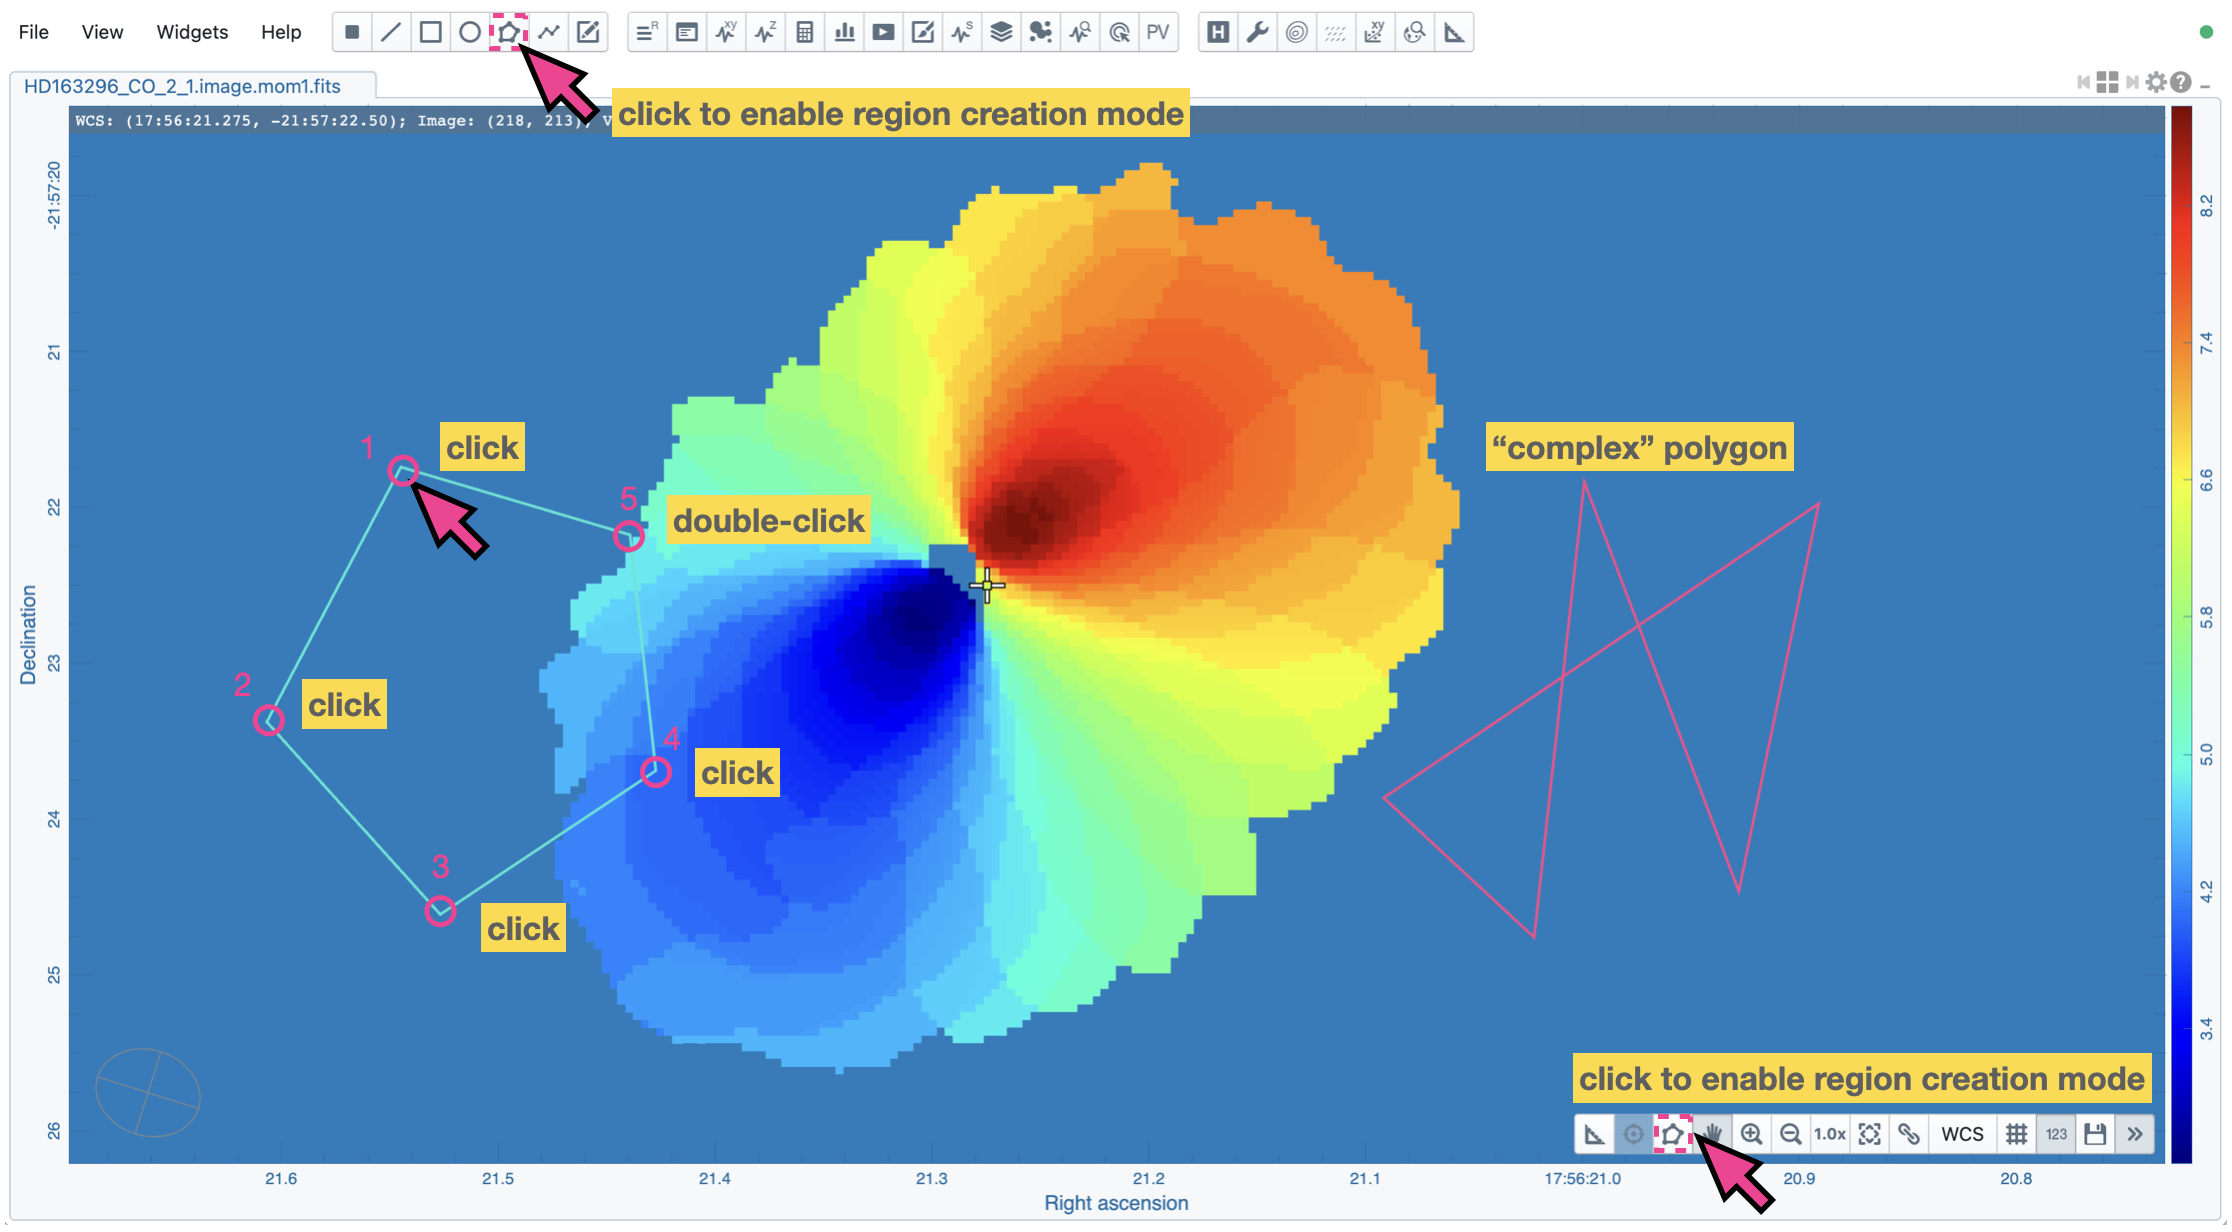 File View Widgets Help
R xy Z S PV H xy
HD163296_CO_2_1.image.mom1.fits
WCS: (17:56:21.275, -21:57:22.50); Image: (218, 213); V
click to enable region creation mode
-21:57:20
21
22
23
24
25
26
Declination
1
click
5
double-click
2
click
4
click
3
click
“complex” polygon
8.2
7.4
6.6
5.8
5.0
4.2
3.4
click to enable region creation mode
1.0x WCS 123
21.6 21.5 21.4 21.3 21.2 21.1 17:56:21.0 20.9 20.8
Right ascension